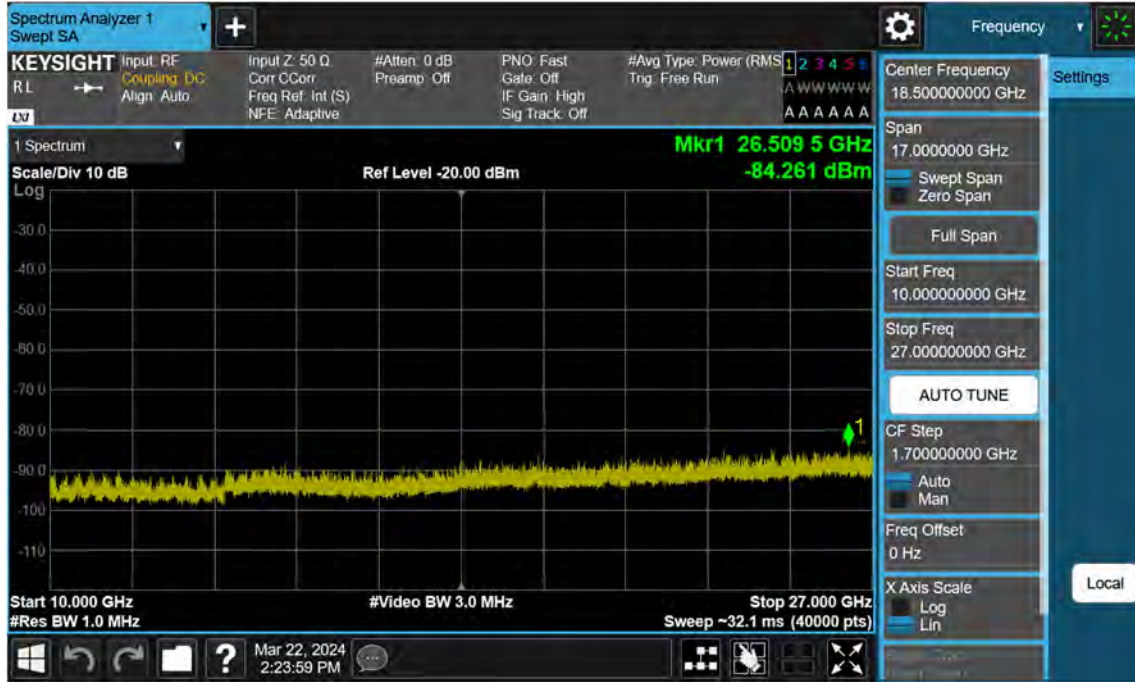 Spectrum Analyzer 1
Swept SA
+
Frequency
KEYSIGHT
RL
LXI
Input: RF
Coupling: DC
Align: Auto
Input Z: 50 Ω
Corr CCorr
Freq Ref: Int (S)
NFE: Adaptive
#Atten: 0 dB
Preamp: Off
PNO: Fast
Gate: Off
IF Gain: High
Sig Track: Off
#Avg Type: Power (RMS
Trig: Free Run
1 2 3 4 5 6
A W W W W W
A A A A A A
Center Frequency
18.500000000 GHz
Settings
Span
17.0000000 GHz
Swept Span
Zero Span
Full Span
Start Freq
10.000000000 GHz
Stop Freq
27.000000000 GHz
AUTO TUNE
CF Step
1.700000000 GHz
Auto
Man
Freq Offset
0 Hz
X Axis Scale
Log
Lin
Local
1 Spectrum
Scale/Div 10 dB
Ref Level -20.00 dBm
Mkr1 26.509 5 GHz
-84.261 dBm
Log
-30.0
-40.0
-50.0
-60.0
-70.0
-80.0
-90.0
-100
-110
1
Start 10.000 GHz
#Video BW 3.0 MHz
Stop 27.000 GHz
#Res BW 1.0 MHz
Sweep ~32.1 ms (40000 pts)
?
Mar 22, 2024
2:23:59 PM